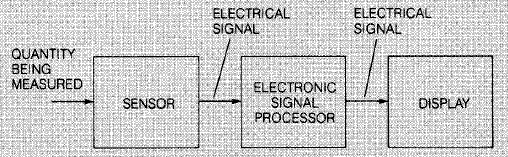 ELECTRICAL
SIGNAL
ELECTRICAL
SIGNAL
QUANTITY
BEING
MEASURED
SENSOR
ELECTRONIC
SIGNAL
PROCESSOR
DISPLAY